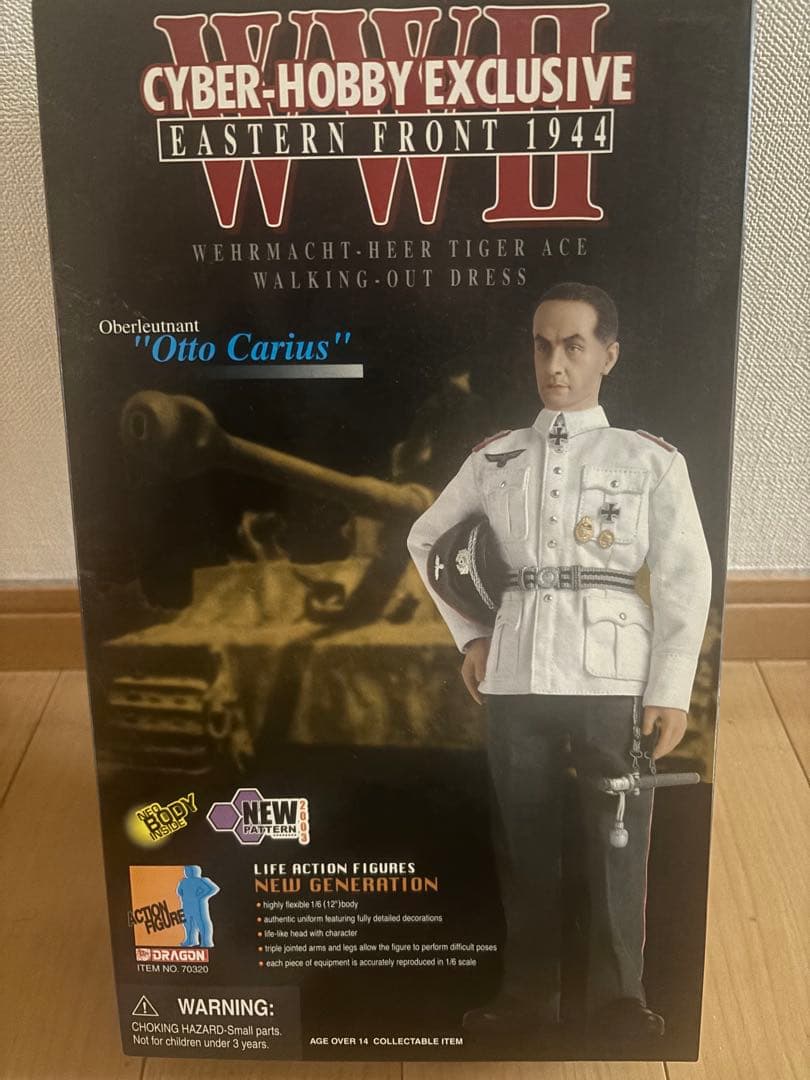 WWII
CYBER-HOBBY EXCLUSIVE
EASTERN FRONT 1944
WEHRMACHT-HEER TIGER ACE
WALKING-OUT DRESS
Oberleutnant
"Otto Carius"
NEO
BODY
INSIDE
NEW
PATTERN
2003
LIFE ACTION FIGURES
NEW GENERATION
• highly flexible 1/6 (12")body
• authentic uniform featuring fully detailed decorations
• life-like head with character
• triple jointed arms and legs allow the figure to perform difficult poses
• each piece of equipment is accurately reproduced in 1/6 scale
ACTION
FIGURE
DRAGON
ITEM NO. 70320
WARNING:
CHOKING HAZARD-Small parts.
Not for children under 3 years.
AGE OVER 14 COLLECTABLE ITEM